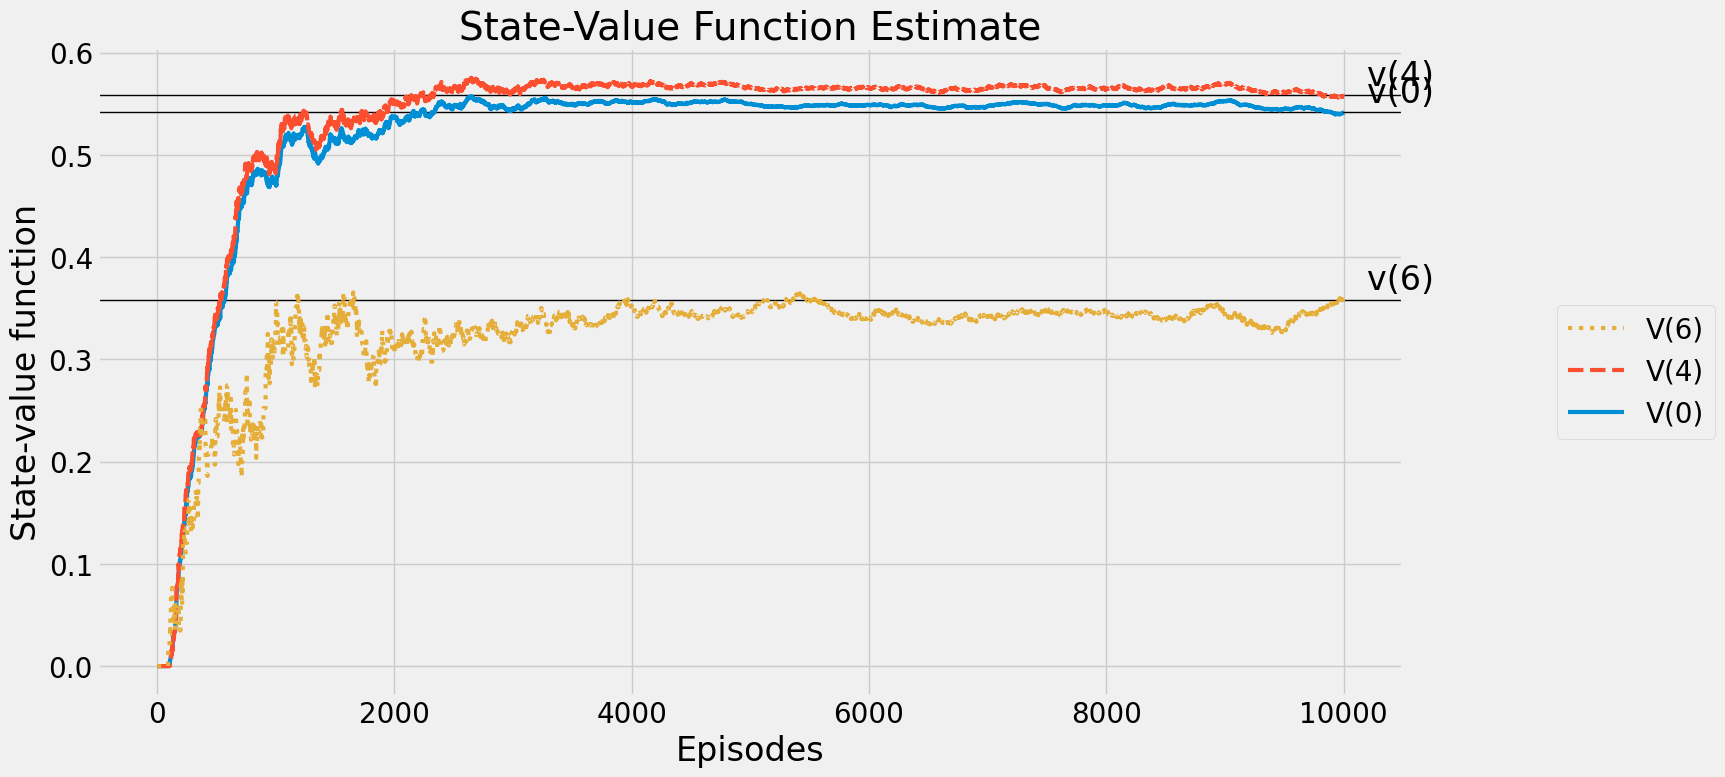 State-Value Function Estimate
State-value function
0.6
0.5
0.4
0.3
0.2
0.1
0.0
v(4)
v(0)
v(6)
V(6)
V(4)
V(0)
0 2000 4000 6000 8000 10000
Episodes